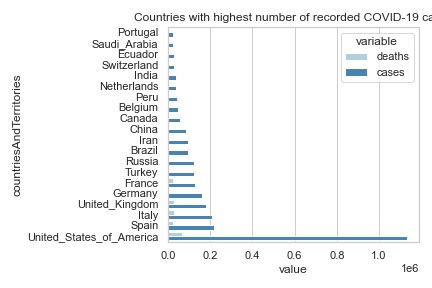 Countries with highest number of recorded COVID-19 ca
variable
deaths
cases
countriesAndTerritories
Portugal
Saudi_Arabia
Ecuador
Switzerland
India
Netherlands
Peru
Belgium
Canada
China
Iran
Brazil
Russia
Turkey
France
Germany
United_Kingdom
Italy
Spain
United_States_of_America
0.0 0.2 0.4 0.6 0.8 1.0
1e6
value